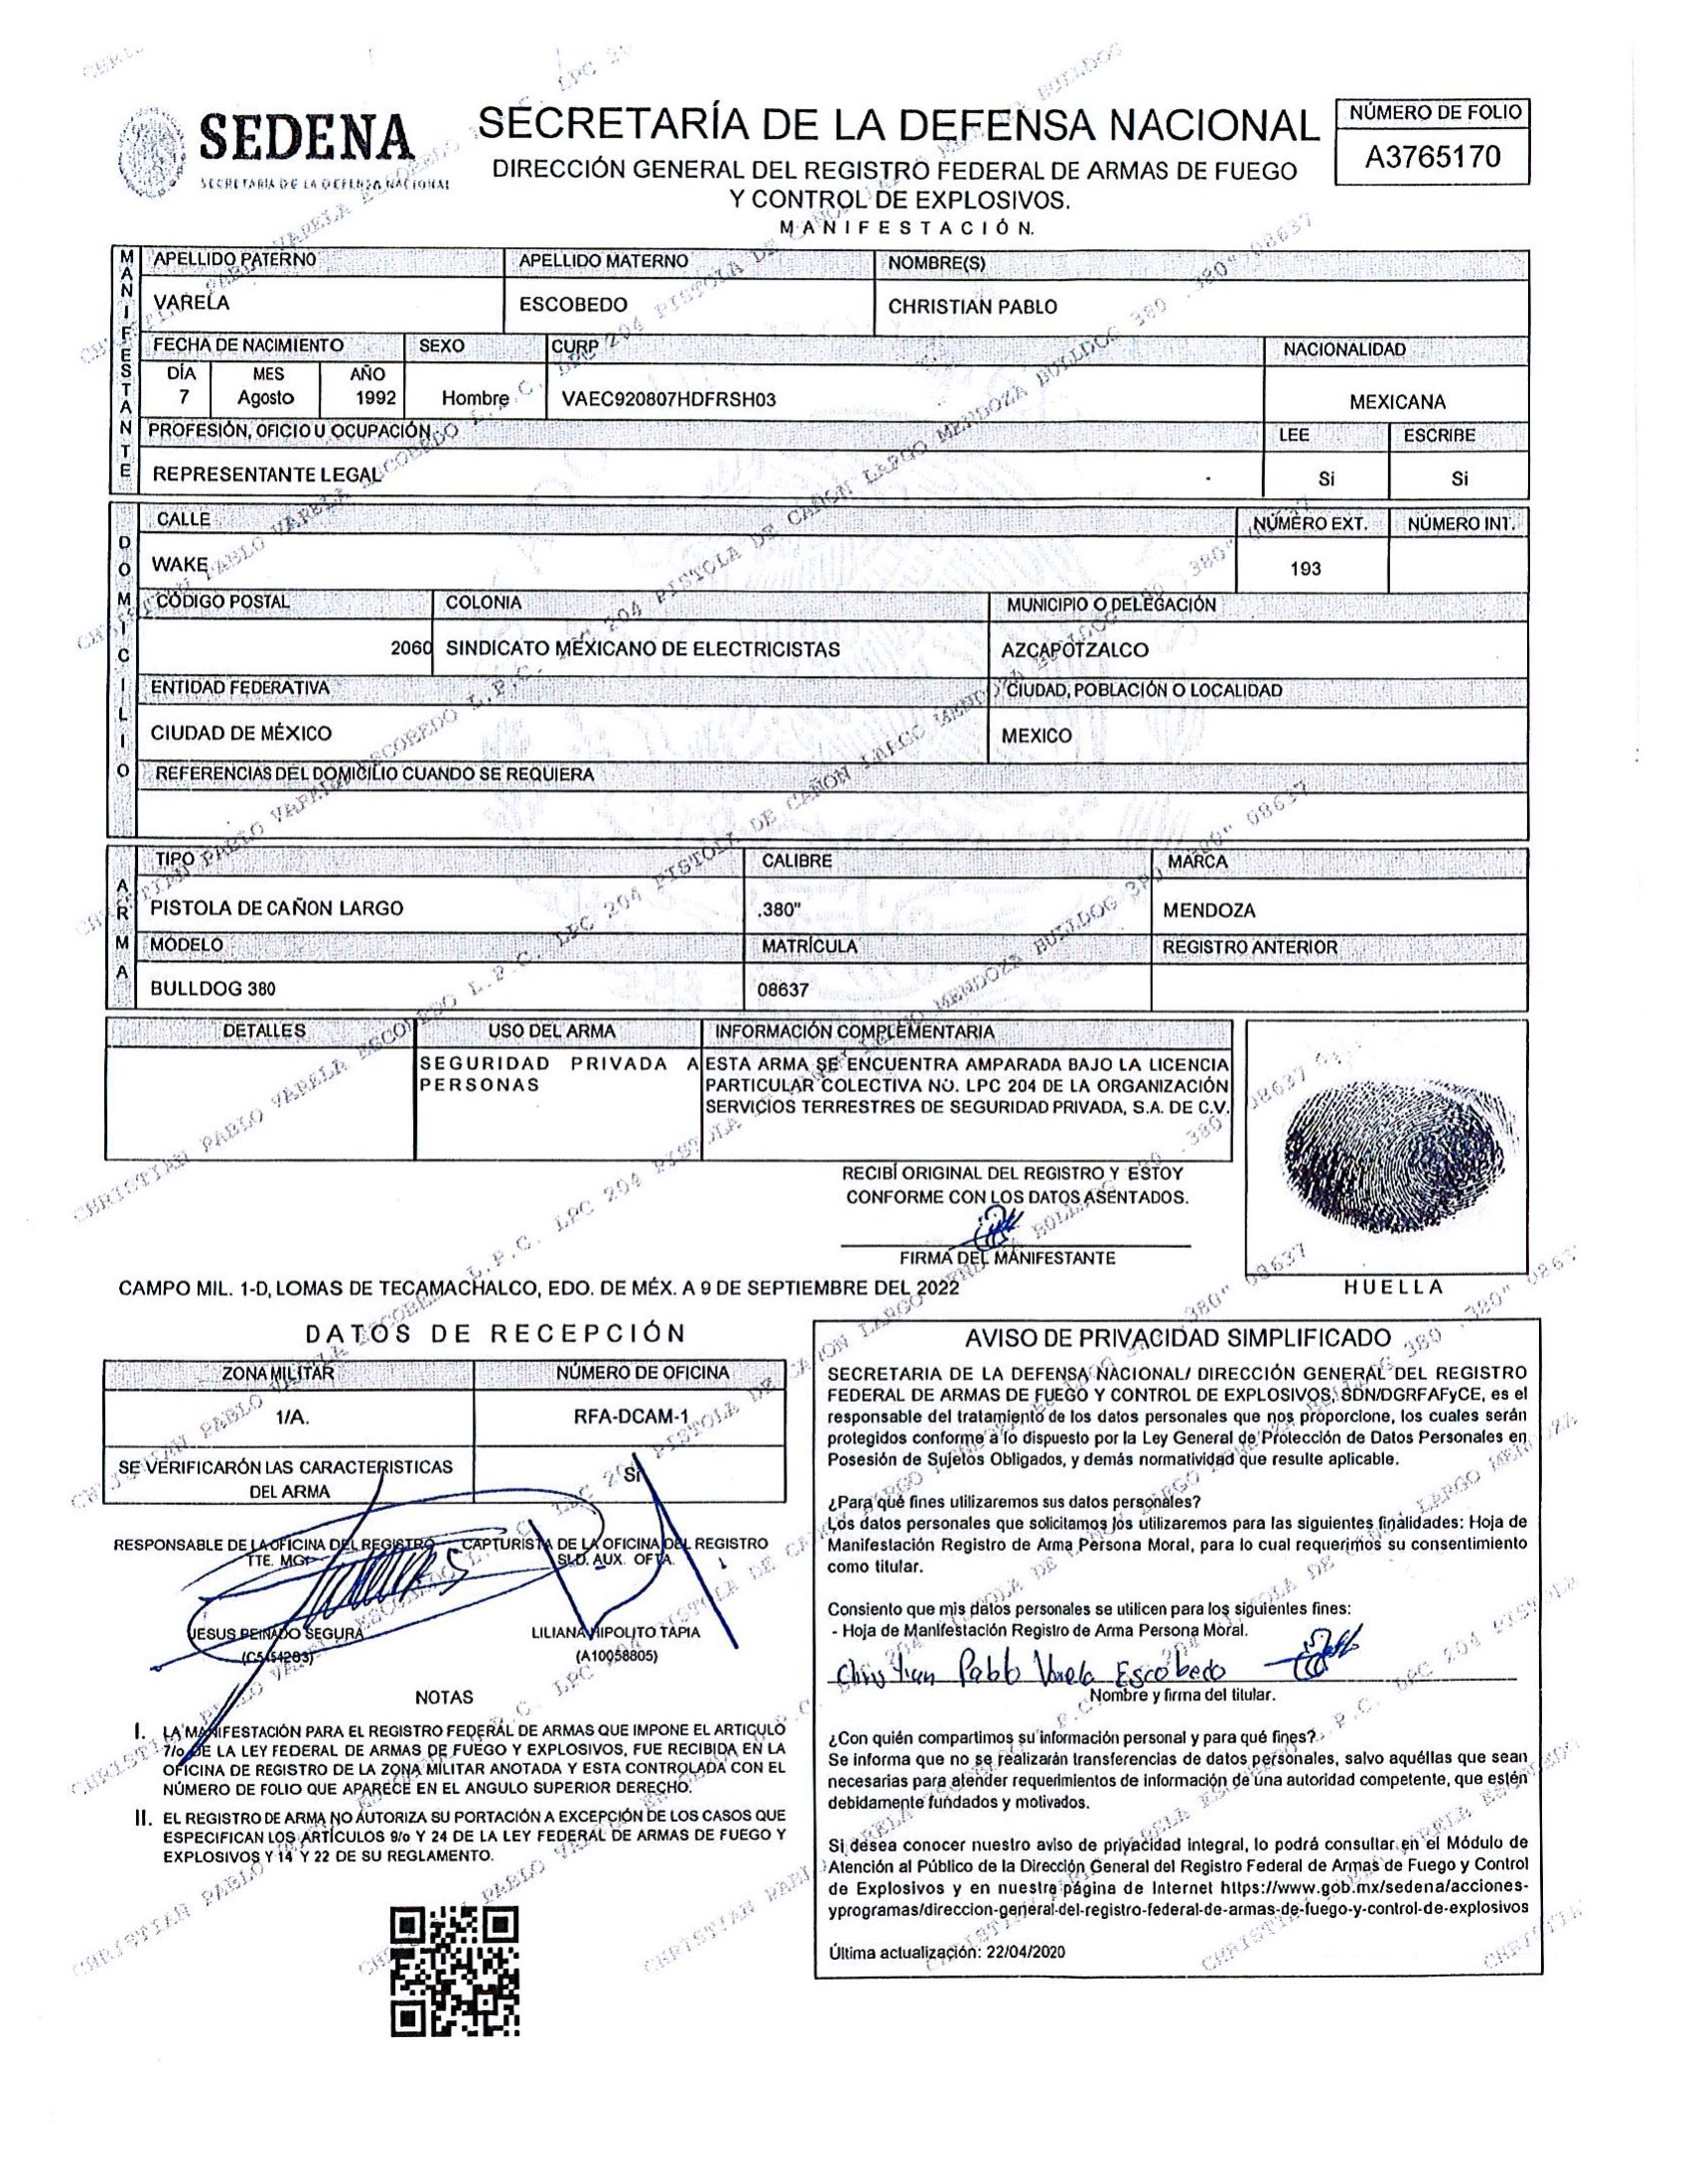 SEDENA
SECRETARÍA DE LA DEFENSA NACIONAL
SECRETARÍA DE LA DEFENSA NACIONAL
DIRECCIÓN GENERAL DEL REGISTRO FEDERAL DE ARMAS DE FUEGO
Y CONTROL DE EXPLOSIVOS.
MANIFESTACIÓN.
NÚMERO DE FOLIO
A3765170
MANIFESTANTE
APELLIDO PATERNO APELLIDO MATERNO NOMBRE(S)
VARELA ESCOBEDO CHRISTIAN PABLO
FECHA DE NACIMIENTO SEXO CURP NACIONALIDAD
DÍA MES AÑO
7 Agosto 1992 Hombre VAEC920807HDFRSH03 MEXICANA
PROFESIÓN, OFICIO U OCUPACIÓN LEE ESCRIBE
REPRESENTANTE LEGAL Si Si
DOMICILIO
CALLE NÚMERO EXT. NÚMERO INT.
WAKE 193
CÓDIGO POSTAL COLONIA MUNICIPIO O DELEGACIÓN
2060 SINDICATO MEXICANO DE ELECTRICISTAS AZCAPOTZALCO
ENTIDAD FEDERATIVA CIUDAD, POBLACIÓN O LOCALIDAD
CIUDAD DE MÉXICO MEXICO
REFERENCIAS DEL DOMICILIO CUANDO SE REQUIERA
ARMA
TIPO CALIBRE MARCA
PISTOLA DE CAÑON LARGO .380" MENDOZA
MODELO MATRÍCULA REGISTRO ANTERIOR
BULLDOG 380 08637
DETALLES USO DEL ARMA INFORMACIÓN COMPLEMENTARIA
SEGURIDAD PRIVADA A PERSONAS
ESTA ARMA SE ENCUENTRA AMPARADA BAJO LA LICENCIA
PARTICULAR COLECTIVA NO. LPC 204 DE LA ORGANIZACIÓN
SERVICIOS TERRESTRES DE SEGURIDAD PRIVADA, S.A. DE C.V.
RECIBÍ ORIGINAL DEL REGISTRO Y ESTOY
CONFORME CON LOS DATOS ASENTADOS.
FIRMA DEL MANIFESTANTE
HUELLA
CAMPO MIL. 1-D, LOMAS DE TECAMACHALCO, EDO. DE MÉX. A 9 DE SEPTIEMBRE DEL 2022
DATOS DE RECEPCIÓN
ZONA MILITAR NÚMERO DE OFICINA
1/A. RFA-DCAM-1
SE VERIFICARÓN LAS CARACTERISTICAS
DEL ARMA
Si
RESPONSABLE DE LA OFICINA DEL REGISTRO CAPTURISTA DE LA OFICINA DEL REGISTRO
TTE. MGF. SLD. AUX. OFTA.
JESUS PEINADO SEGURA LILIANA HIPOLITO TAPIA
(C5454283) (A10058805)
NOTAS
I. LA MANIFESTACIÓN PARA EL REGISTRO FEDERAL DE ARMAS QUE IMPONE EL ARTICULO
7/o DE LA LEY FEDERAL DE ARMAS DE FUEGO Y EXPLOSIVOS, FUE RECIBIDA EN LA
OFICINA DE REGISTRO DE LA ZONA MILITAR ANOTADA Y ESTA CONTROLADA CON EL
NÚMERO DE FOLIO QUE APARECE EN EL ANGULO SUPERIOR DERECHO.
II. EL REGISTRO DE ARMA NO AUTORIZA SU PORTACIÓN A EXCEPCIÓN DE LOS CASOS QUE
ESPECIFICAN LOS ARTÍCULOS 9/o Y 24 DE LA LEY FEDERAL DE ARMAS DE FUEGO Y
EXPLOSIVOS Y 14 Y 22 DE SU REGLAMENTO.
AVISO DE PRIVACIDAD SIMPLIFICADO
SECRETARIA DE LA DEFENSA NACIONAL/ DIRECCIÓN GENERAL DEL REGISTRO
FEDERAL DE ARMAS DE FUEGO Y CONTROL DE EXPLOSIVOS, SDN/DGRFAFyCE, es el
responsable del tratamiento de los datos personales que nos proporcione, los cuales serán
protegidos conforme a lo dispuesto por la Ley General de Protección de Datos Personales en
Posesión de Sujetos Obligados, y demás normatividad que resulte aplicable.
¿Para qué fines utilizaremos sus datos personales?
Los datos personales que solicitamos los utilizaremos para las siguientes finalidades: Hoja de
Manifestación Registro de Arma Persona Moral, para lo cual requerimos su consentimiento
como titular.
Consiento que mis datos personales se utilicen para los siguientes fines:
- Hoja de Manifestación Registro de Arma Persona Moral.
Christian Pablo Varela Escobedo
Nombre y firma del titular.
¿Con quién compartimos su información personal y para qué fines?
Se informa que no se realizarán transferencias de datos personales, salvo aquéllas que sean
necesarias para atender requerimientos de información de una autoridad competente, que estén
debidamente fundados y motivados.
Si desea conocer nuestro aviso de privacidad integral, lo podrá consultar en el Módulo de
Atención al Público de la Dirección General del Registro Federal de Armas de Fuego y Control
de Explosivos y en nuestra página de Internet https://www.gob.mx/sedena/acciones-
yprogramas/direccion-general-del-registro-federal-de-armas-de-fuego-y-control-de-explosivos
Última actualización: 22/04/2020